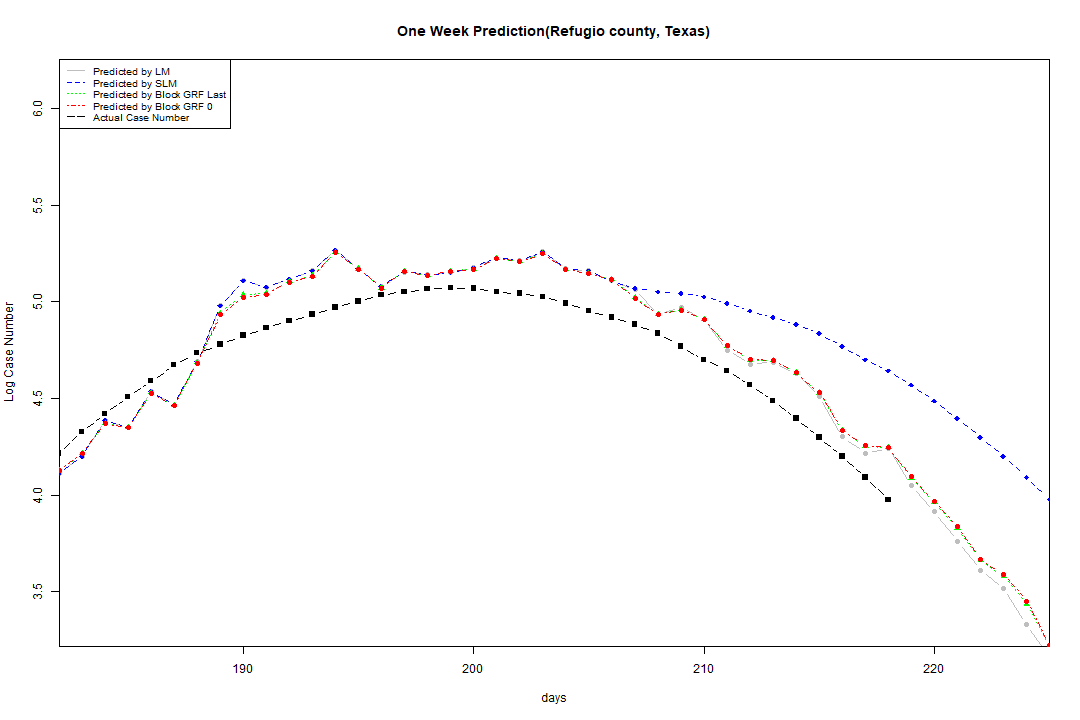 One Week Prediction(Refugio county, Texas)
Predicted by LM
Predicted by SLM
Predicted by Block GRF Last
Predicted by Block GRF 0
Actual Case Number
6.0
5.5
5.0
4.5
4.0
3.5
Log Case Number
190 200 210 220
days